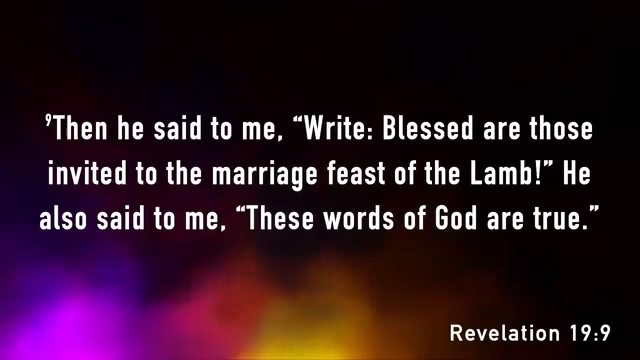 ⁹Then he said to me, “Write: Blessed are those
invited to the marriage feast of the Lamb!” He
also said to me, “These words of God are true.”
Revelation 19:9